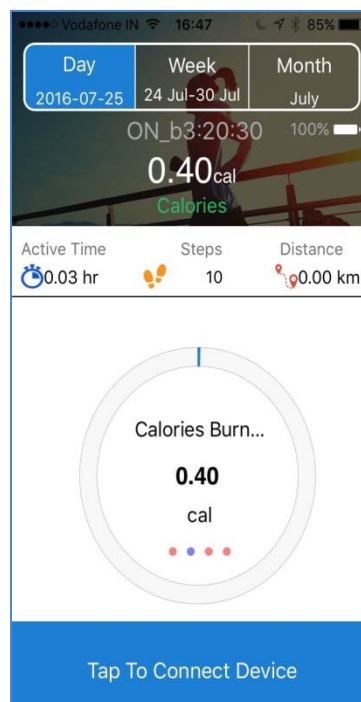 Vodafone IN 16:47 85%
Day Week Month
2016-07-25 24 Jul-30 Jul July
ON_b3:20:30 100%
0.40cal
Calories
Active Time Steps Distance
0.03 hr 10 0.00 km
Calories Burn...
0.40
cal
Tap To Connect Device